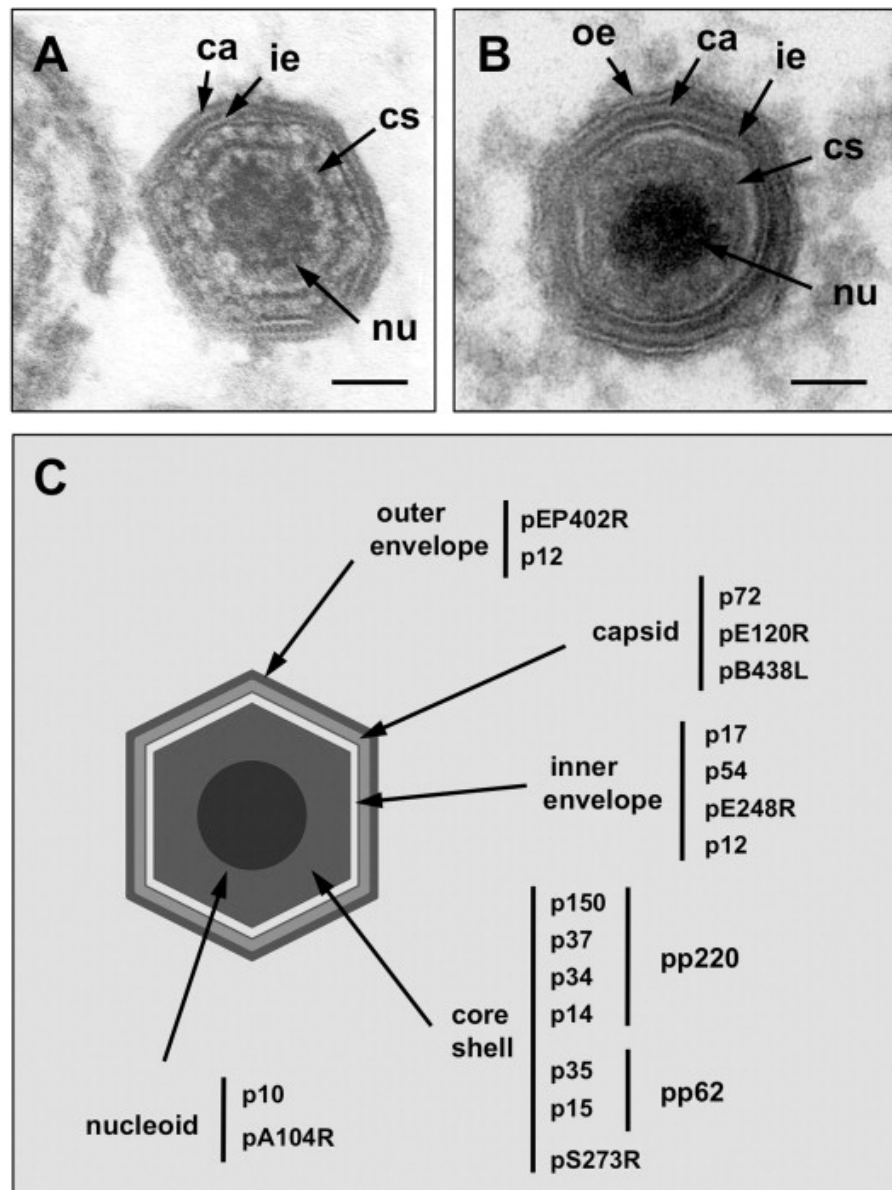 A
ca
ie
cs
nu
B
oe
ca
ie
cs
nu
C
outer
envelope
pEP402R
p12
capsid
p72
pE120R
pB438L
inner
envelope
p17
p54
pE248R
p12
core
shell
p150
p37
p34
p14
pp220
p35
p15
pp62
pS273R
nucleoid
p10
pA104R